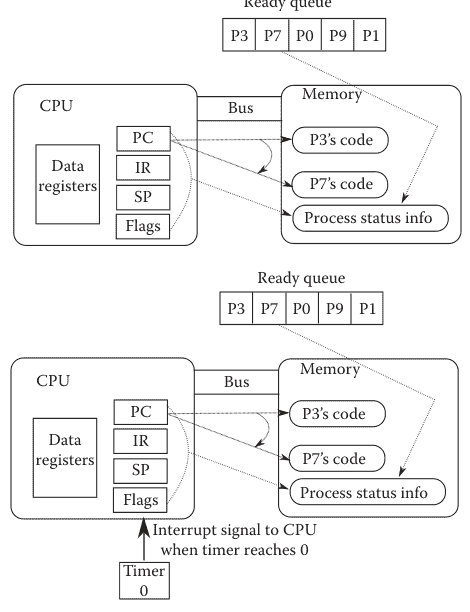 Ready queue
P3 P7 P0 P9 P1
CPU
Memory
Bus
PC
P3's code
IR
Data
registers
P7's code
SP
Process status info
Flags
Ready queue
P3 P7 P0 P9 P1
CPU
Memory
Bus
PC
P3's code
IR
Data
registers
P7's code
SP
Process status info
Flags
Interrupt signal to CPU
when timer reaches 0
Timer
0